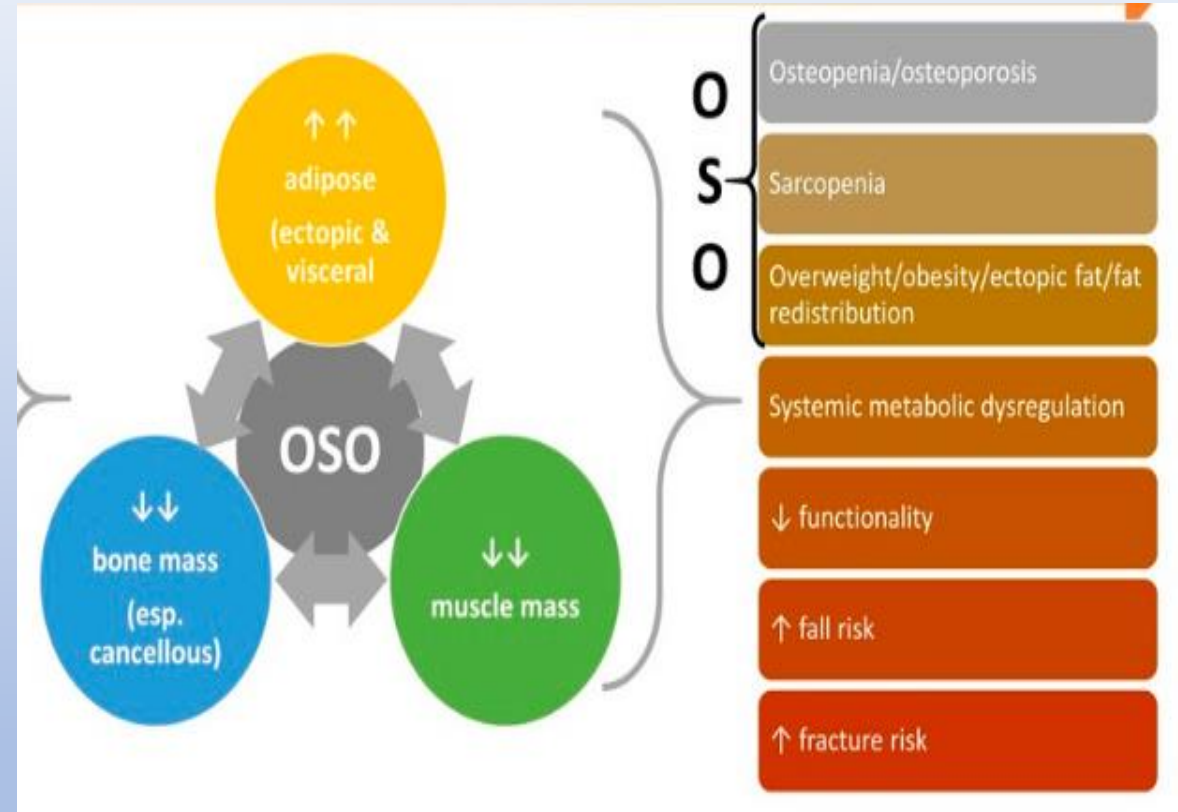 ↑ ↑
adipose
(ectopic &
visceral
OSO
↓↓
bone mass
(esp.
cancellous)
↓↓
muscle mass
O
S
O
Osteopenia/osteoporosis
Sarcopenia
Overweight/obesity/ectopic fat/fat
redistribution
Systemic metabolic dysregulation
↓ functionality
↑ fall risk
↑ fracture risk